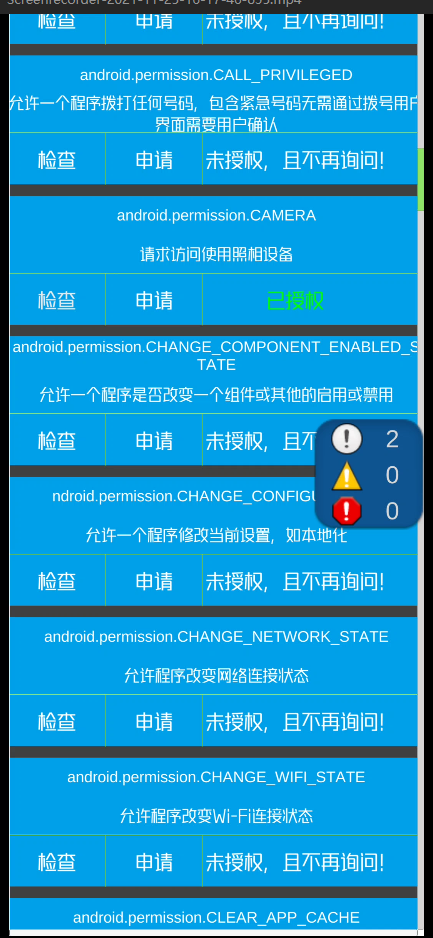 Screenrecorder-2021-11-25-16-17-40-655.mp4
检查 申请 未授权，且不再询问！
android.permission.CALL_PRIVILEGED
允许一个程序拨打任何号码，包含紧急号码无需通过拨号用户
界面需要用户确认
检查 申请 未授权，且不再询问！
android.permission.CAMERA
请求访问使用照相设备
检查 申请 已授权
android.permission.CHANGE_COMPONENT_ENABLED_S
TATE
允许一个程序是否改变一个组件或其他的启用或禁用
检查 申请 未授权，且不再
2
0
0
ndroid.permission.CHANGE_CONFIGU
允许一个程序修改当前设置，如本地化
检查 申请 未授权，且不再询问！
android.permission.CHANGE_NETWORK_STATE
允许程序改变网络连接状态
检查 申请 未授权，且不再询问！
android.permission.CHANGE_WIFI_STATE
允许程序改变Wi-Fi连接状态
检查 申请 未授权，且不再询问！
android.permission.CLEAR_APP_CACHE